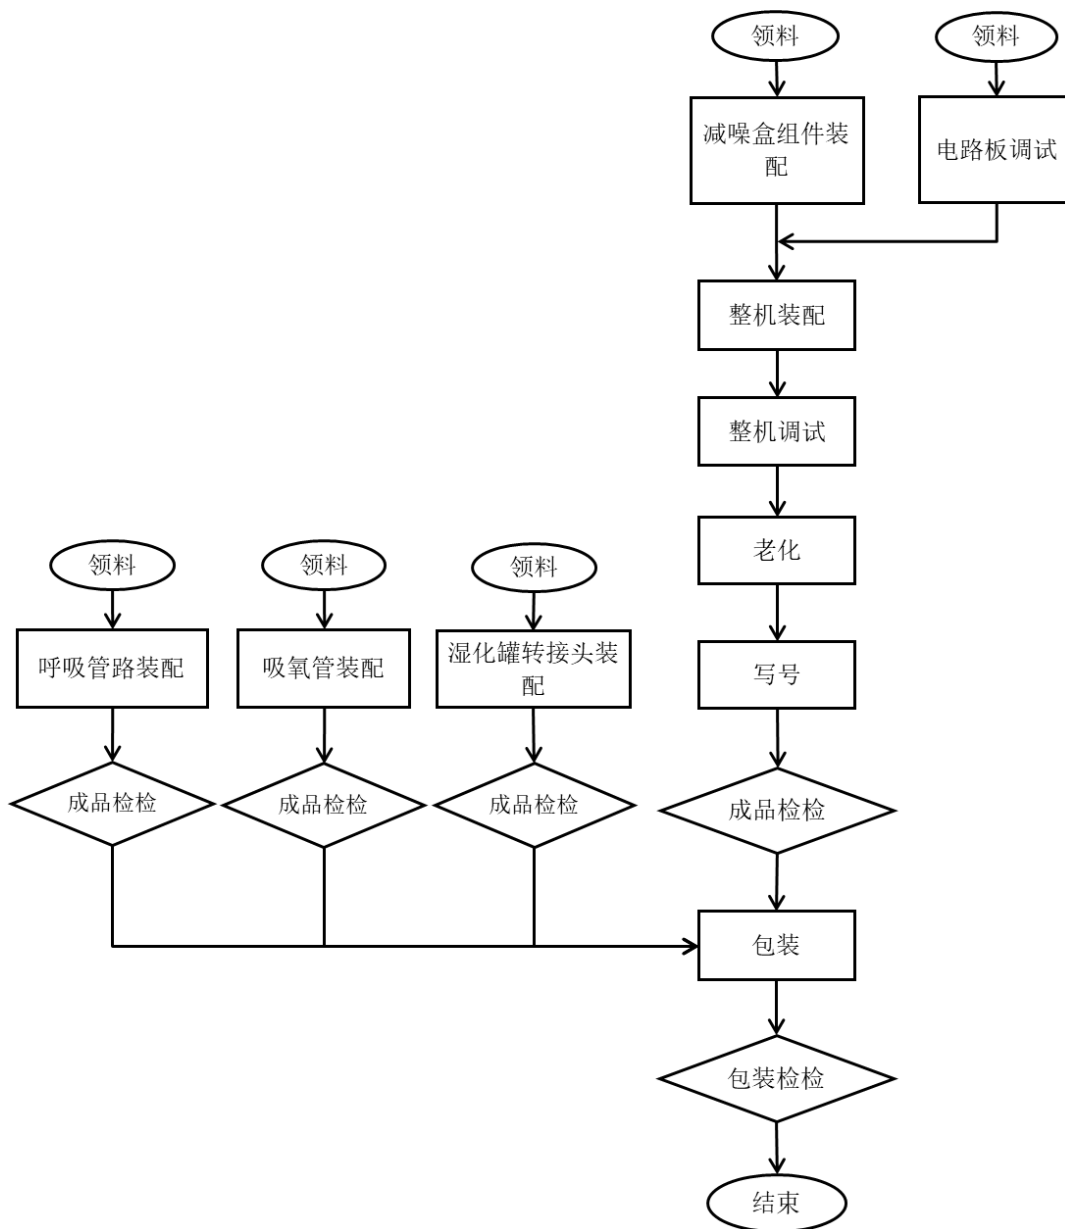 领料
领料
减噪盒组件装
配
电路板调试
整机装配
整机调试
老化
领料
领料
领料
呼吸管路装配
吸氧管装配
湿化罐转接头装
配
写号
成品检检
成品检检
成品检检
成品检检
包装
包装检检
结束